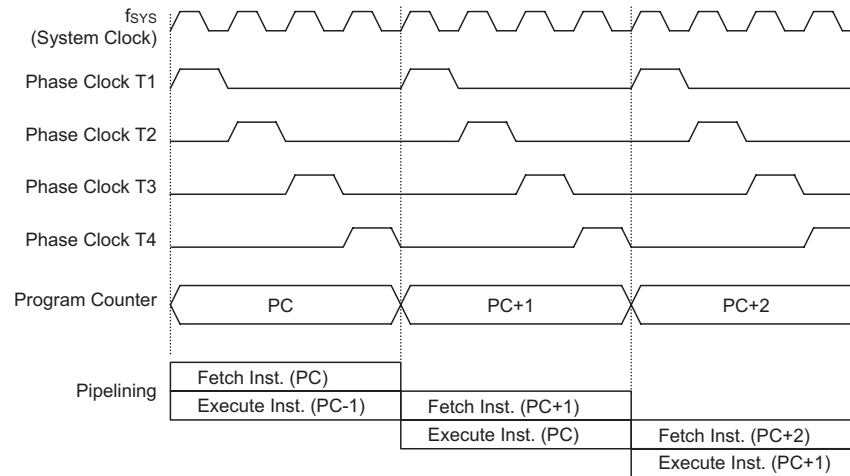 fSYS
(System Clock)
Phase Clock T1
Phase Clock T2
Phase Clock T3
Phase Clock T4
Program Counter
PC
PC+1
PC+2
Pipelining
Fetch Inst. (PC)
Execute Inst. (PC-1)
Fetch Inst. (PC+1)
Execute Inst. (PC)
Fetch Inst. (PC+2)
Execute Inst. (PC+1)